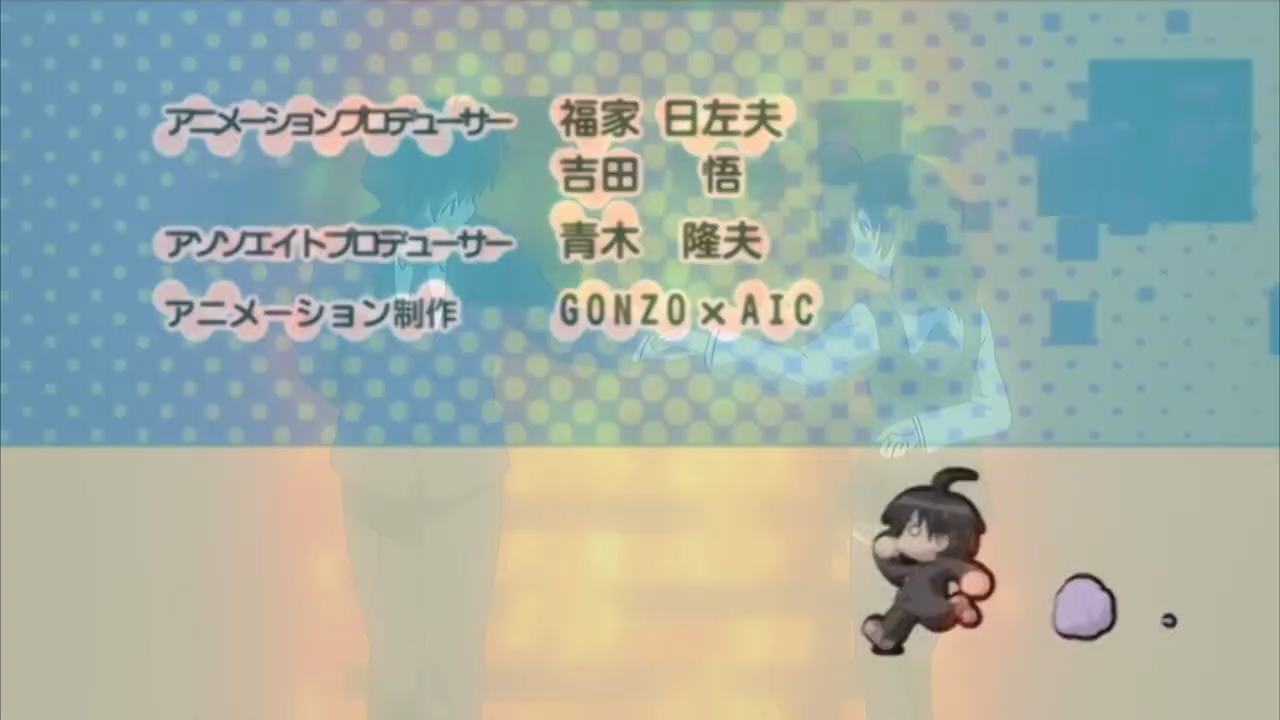 アニメーションプロデューサー 福家 日左夫
吉田 悟
アソシエイトプロデューサー 青木 隆夫
アニメーション制作 GONZO×AIC